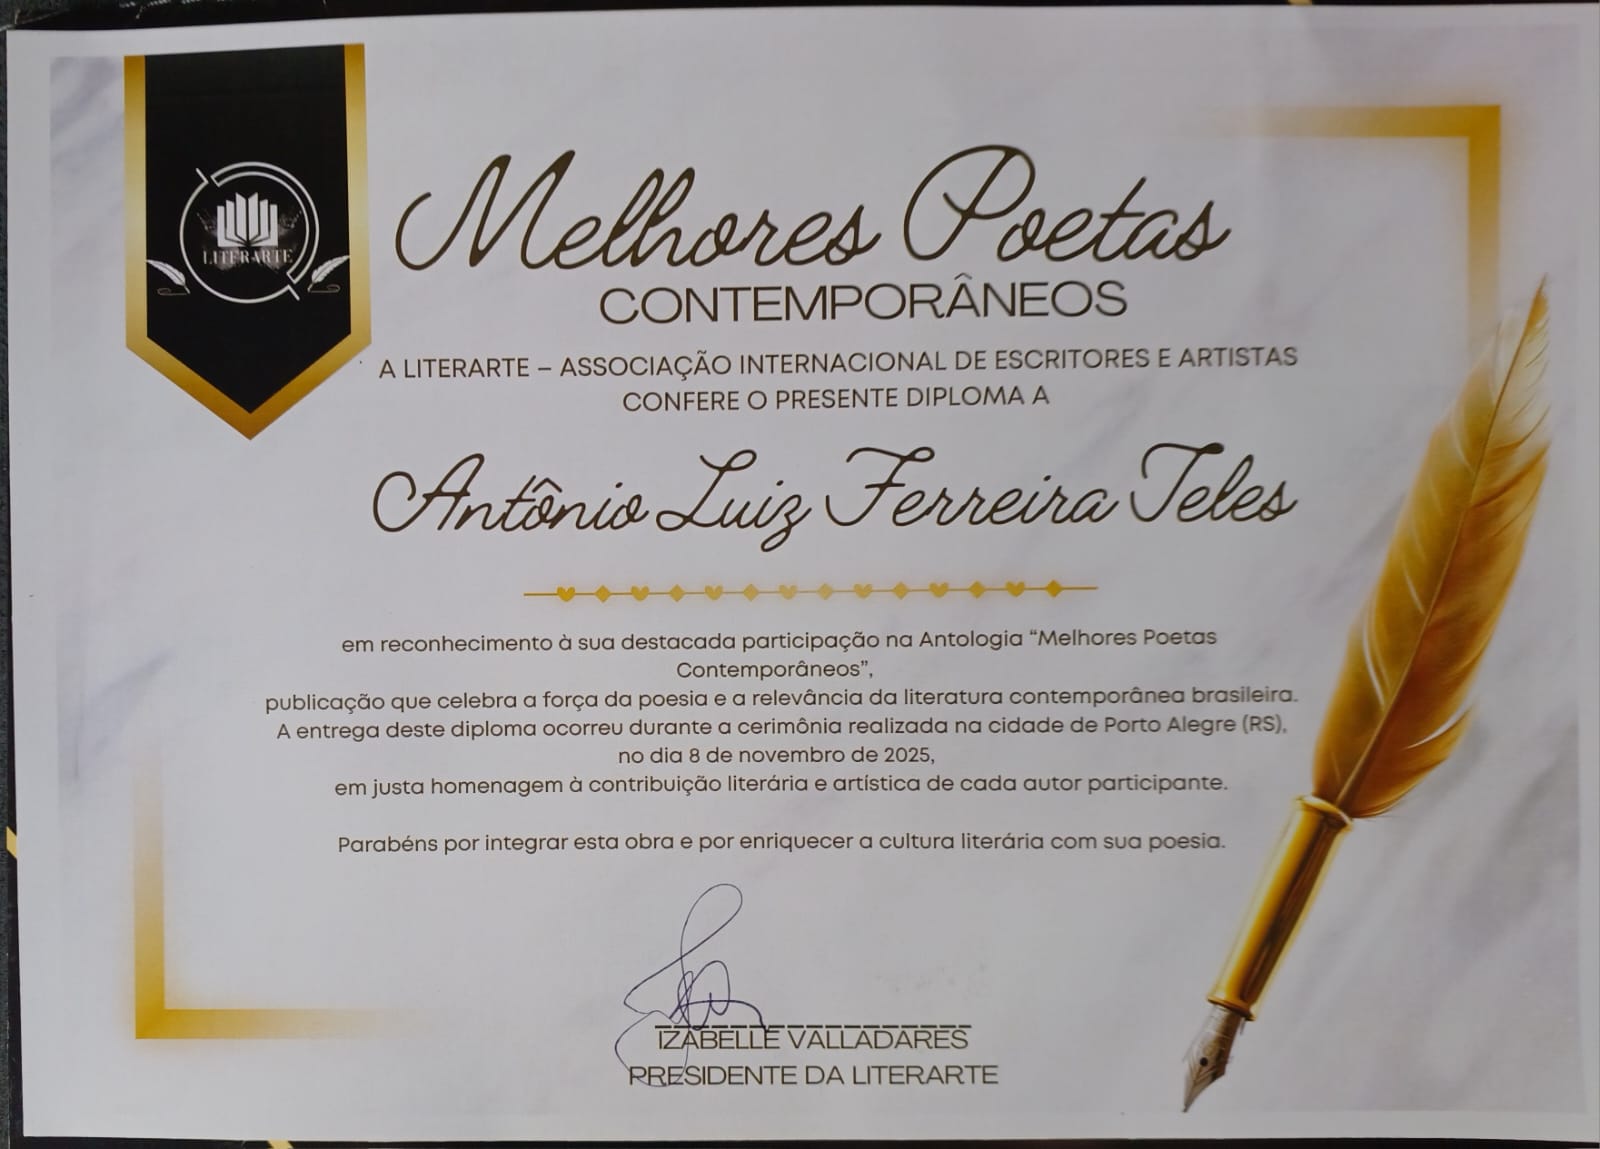 LITERARTE
Melhores Poetas
CONTEMPORÂNEOS
A LITERARTE – ASSOCIAÇÃO INTERNACIONAL DE ESCRITORES E ARTISTAS
CONFERE O PRESENTE DIPLOMA A
Antônio Luiz Ferreira Teles
em reconhecimento à sua destacada participação na Antologia “Melhores Poetas
Contemporâneos”,
publicação que celebra a força da poesia e a relevância da literatura contemporânea brasileira.
A entrega deste diploma ocorreu durante a cerimônia realizada na cidade de Porto Alegre (RS),
no dia 8 de novembro de 2025,
em justa homenagem à contribuição literária e artística de cada autor participante.
Parabéns por integrar esta obra e por enriquecer a cultura literária com sua poesia.
IZABELLE VALLADARES
PRESIDENTE DA LITERARTE